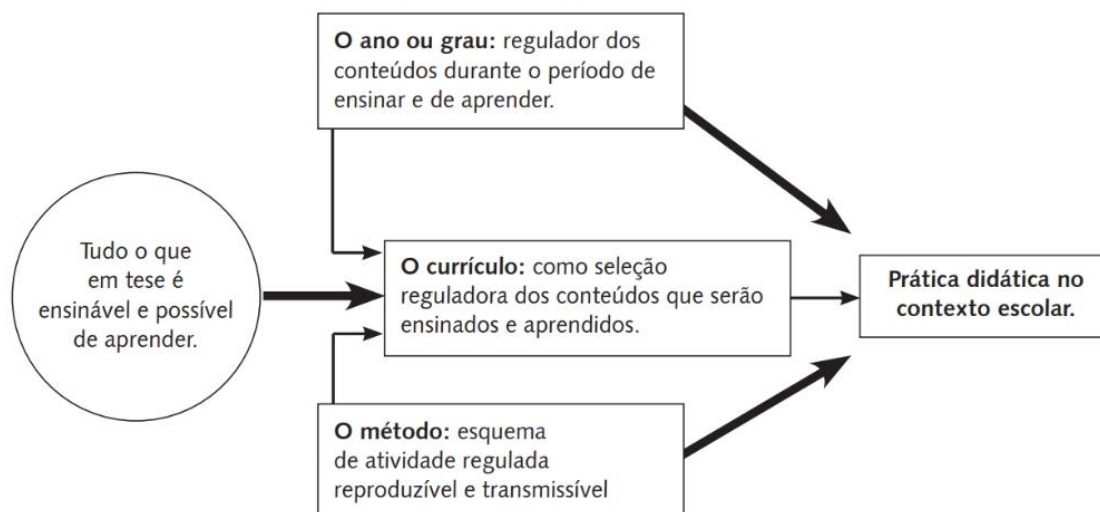 O ano ou grau: regulador dos
conteúdos durante o período de
ensinar e de aprender.
Tudo o que
em tese é
ensinável e possível
de aprender.
O currículo: como seleção
reguladora dos conteúdos que serão
ensinados e aprendidos.
Prática didática no
contexto escolar.
O método: esquema
de atividade regulada
reproduzível e transmissível